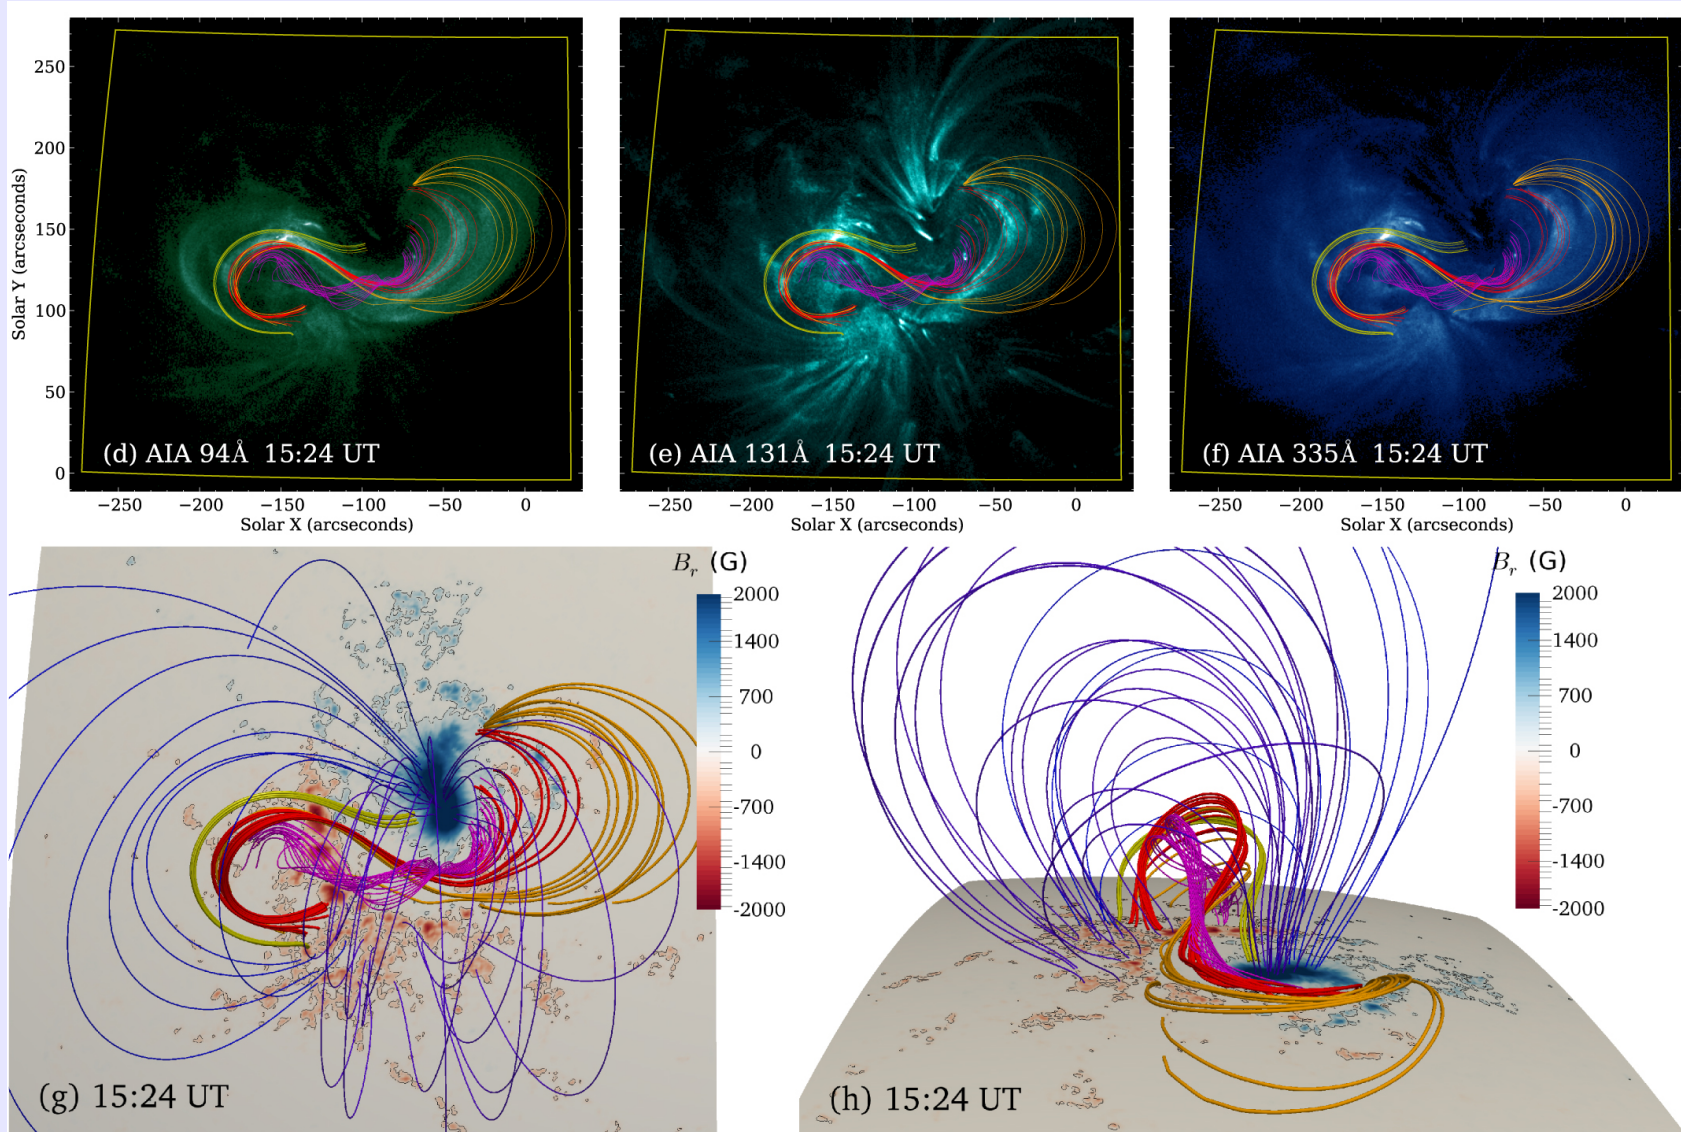 250
200
150
100
50
0
Solar Y (arcseconds)
(d) AIA 94Å 15:24 UT
(e) AIA 131Å 15:24 UT
(f) AIA 335Å 15:24 UT
−250 −200 −150 −100 −50 0
−250 −200 −150 −100 −50 0
−250 −200 −150 −100 −50 0
Solar X (arcseconds)
Solar X (arcseconds)
Solar X (arcseconds)
B_r (G)
2000
1400
700
0
-700
-1400
-2000
(g) 15:24 UT
B_r (G)
2000
1400
700
0
-700
-1400
-2000
(h) 15:24 UT